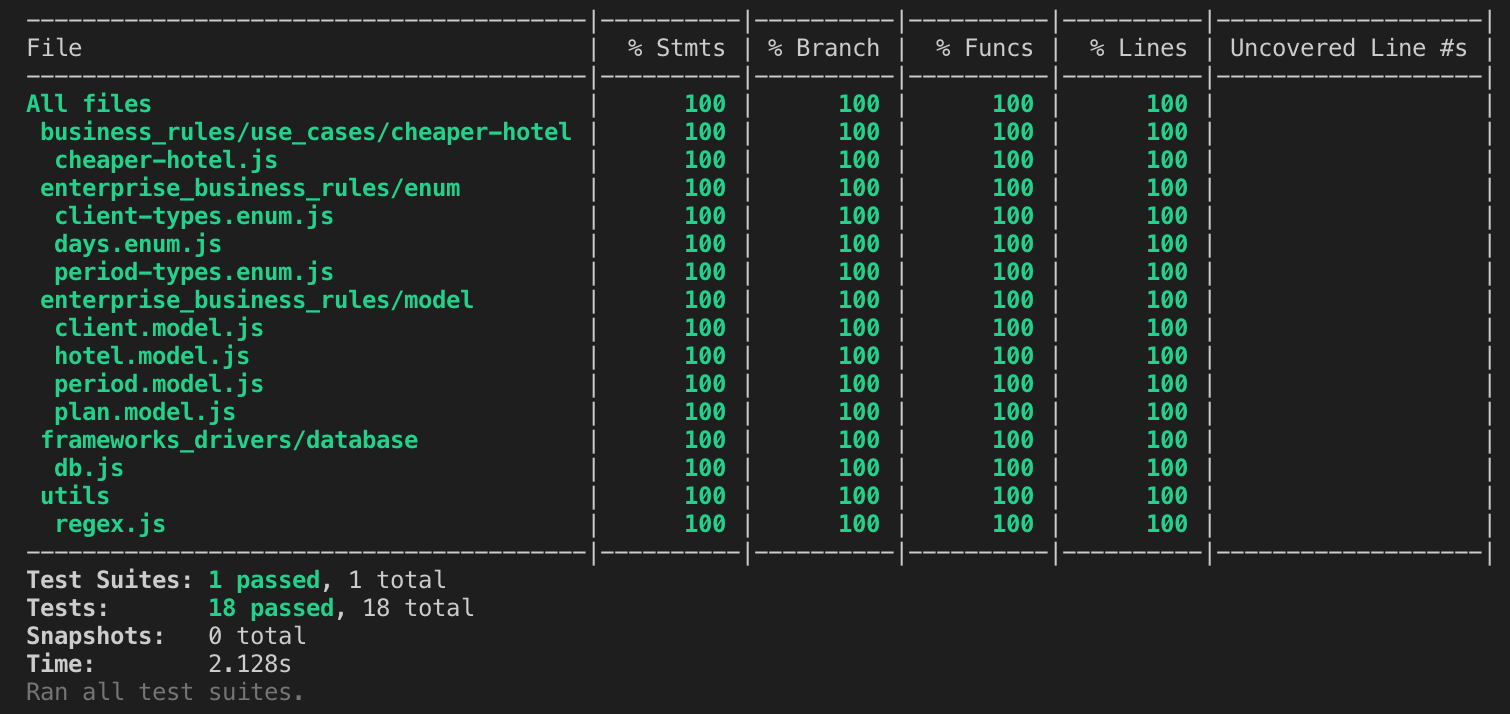 File | % Stmts | % Branch | % Funcs | % Lines | Uncovered Line #s |
All files | 100 | 100 | 100 | 100 | |
business_rules/use_cases/cheaper-hotel | 100 | 100 | 100 | 100 | |
cheaper-hotel.js | 100 | 100 | 100 | 100 | |
enterprise_business_rules/enum | 100 | 100 | 100 | 100 | |
client-types.enum.js | 100 | 100 | 100 | 100 | |
days.enum.js | 100 | 100 | 100 | 100 | |
period-types.enum.js | 100 | 100 | 100 | 100 | |
enterprise_business_rules/model | 100 | 100 | 100 | 100 | |
client.model.js | 100 | 100 | 100 | 100 | |
hotel.model.js | 100 | 100 | 100 | 100 | |
period.model.js | 100 | 100 | 100 | 100 | |
plan.model.js | 100 | 100 | 100 | 100 | |
frameworks_drivers/database | 100 | 100 | 100 | 100 | |
db.js | 100 | 100 | 100 | 100 | |
utils | 100 | 100 | 100 | 100 | |
regex.js | 100 | 100 | 100 | 100 | |
Test Suites: 1 passed, 1 total
Tests: 18 passed, 18 total
Snapshots: 0 total
Time: 2.128s
Ran all test suites.